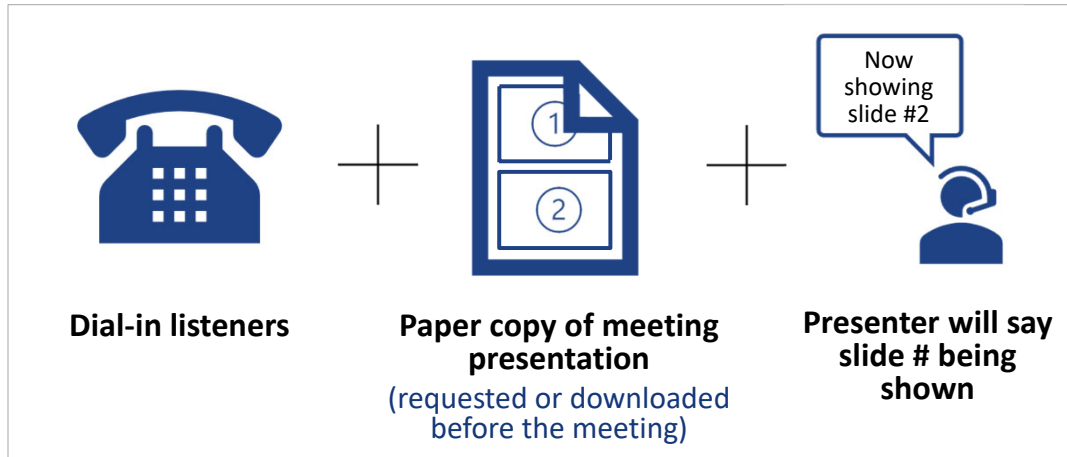 Now
showing
slide #2
1
2
Dial-in listeners
Paper copy of meeting
presentation
(requested or downloaded
before the meeting)
Presenter will say
slide # being
shown